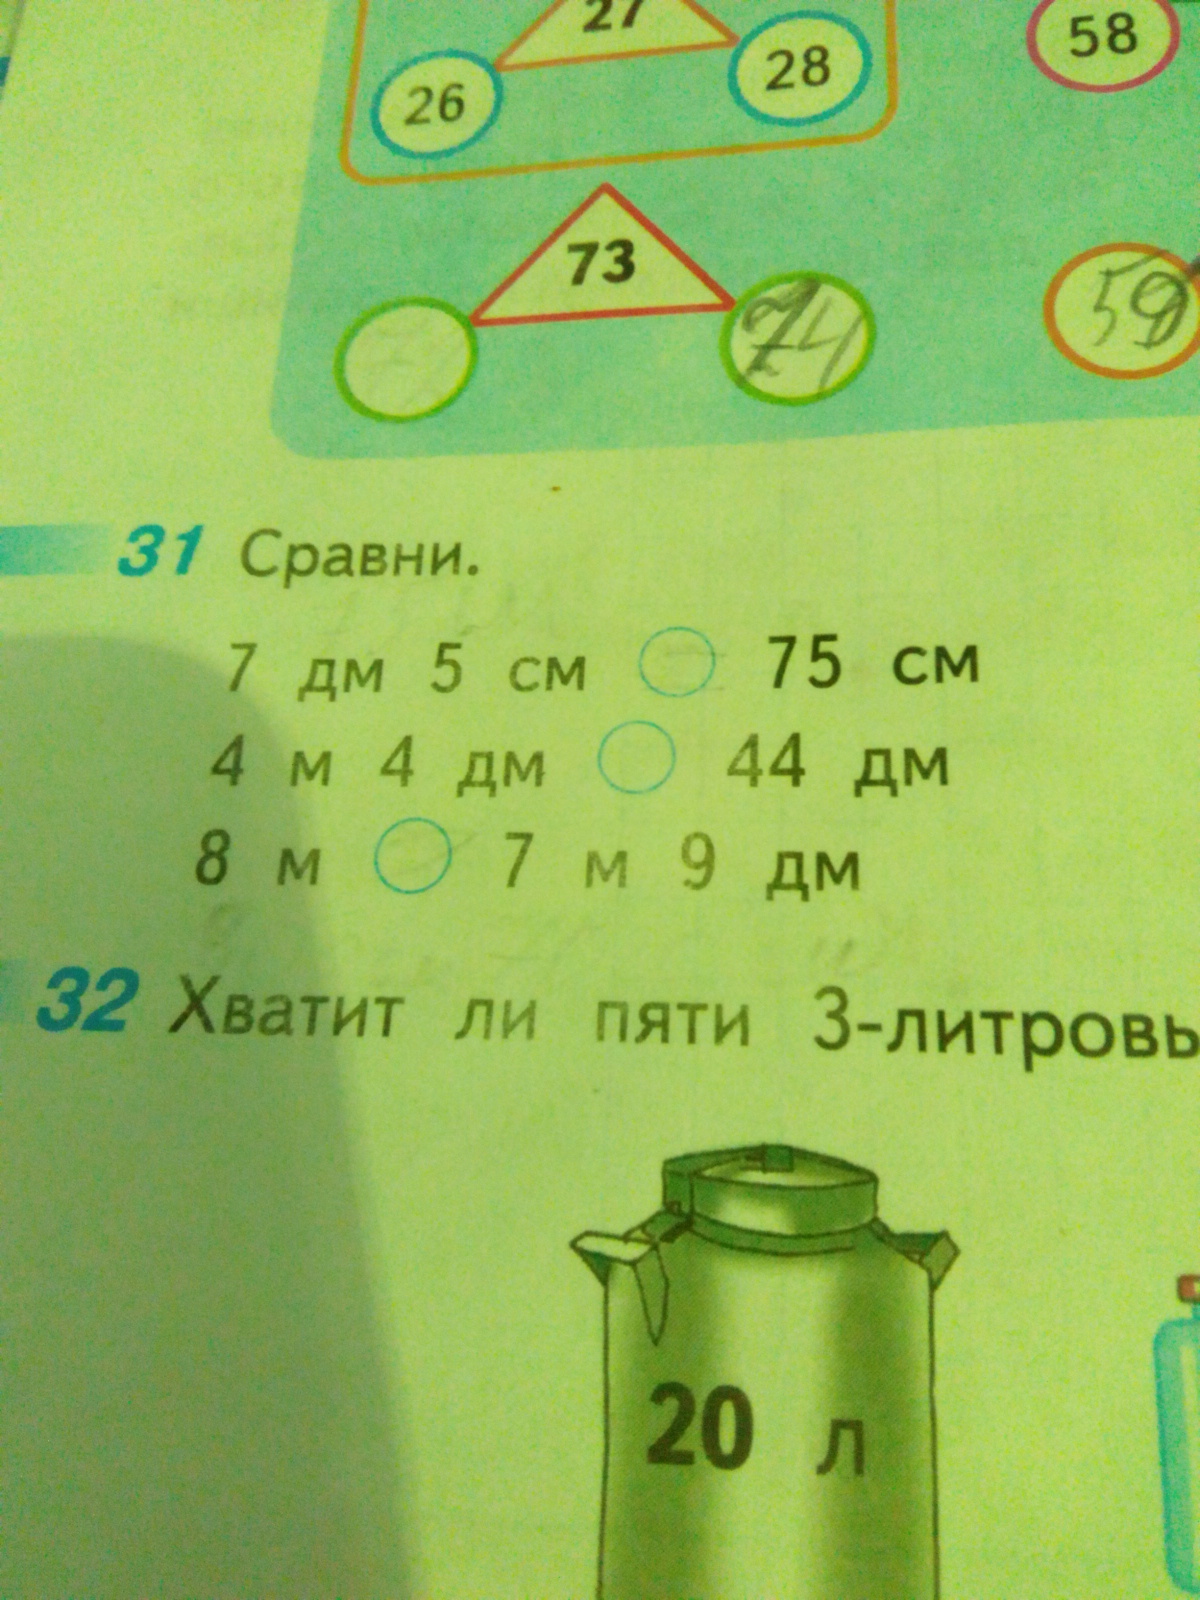 27
58
26 28
73
74 59
31 Сравни.
7 дм 5 см 75 см
4 м 4 дм 44 дм
8 м 7 м 9 дм
32 Хватит ли пяти 3-литровы
20 л